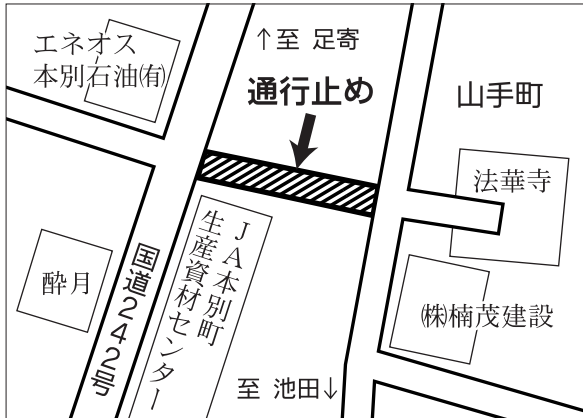 エネオス
本別石油㈲
↑至 足寄
通行止め
山手町
法華寺
酔月
国道242号
JA本別町
生産資材センター
㈱楠茂建設
至 池田↓